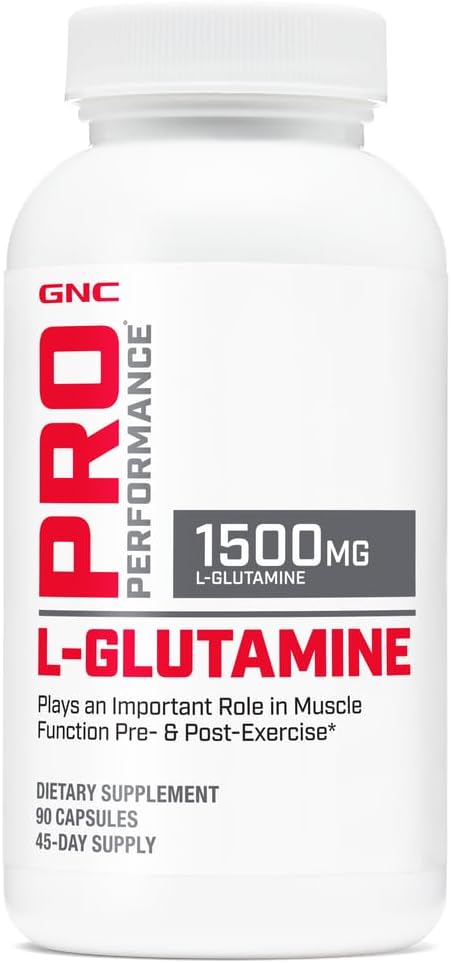 GNC
PRO
PERFORMANCE®
1500MG
L-GLUTAMINE
L-GLUTAMINE
Plays an Important Role in Muscle
Function Pre- & Post-Exercise*
DIETARY SUPPLEMENT
90 CAPSULES
45-DAY SUPPLY